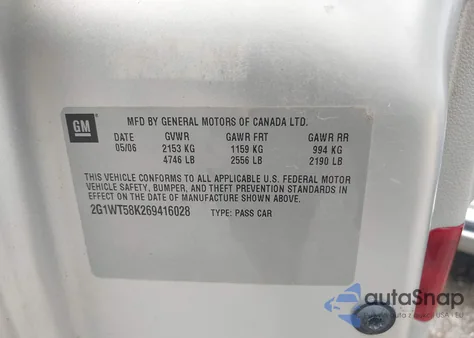 GM
MFD BY GENERAL MOTORS OF CANADA LTD.
DATE GVWR GAWR FRT GAWR RR
05/06 2153 KG 1159 KG 994 KG
4746 LB 2556 LB 2190 LB
THIS VEHICLE CONFORMS TO ALL APPLICABLE U.S. FEDERAL MOTOR
VEHICLE SAFETY, BUMPER, AND THEFT PREVENTION STANDARDS IN
EFFECT ON THE DATE OF MANUFACTURE SHOWN ABOVE.
2G1WT58K269416028 TYPE: PASS CAR
autoSnap